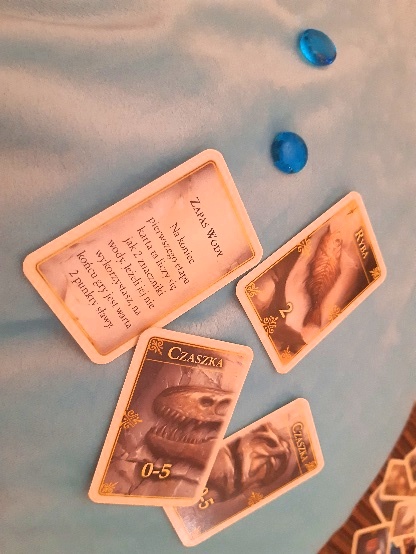 ZAPAS WODY
Na koniec
pierwszego etapu
karta ta liczy się
jak 2 znaczniki
wody. Jeżeli jej nie
wykorzystasz, na
końcu gry jest warta
2 punkty sławy.
RYBA
2
CZASZKA
0-5
CZASZKA